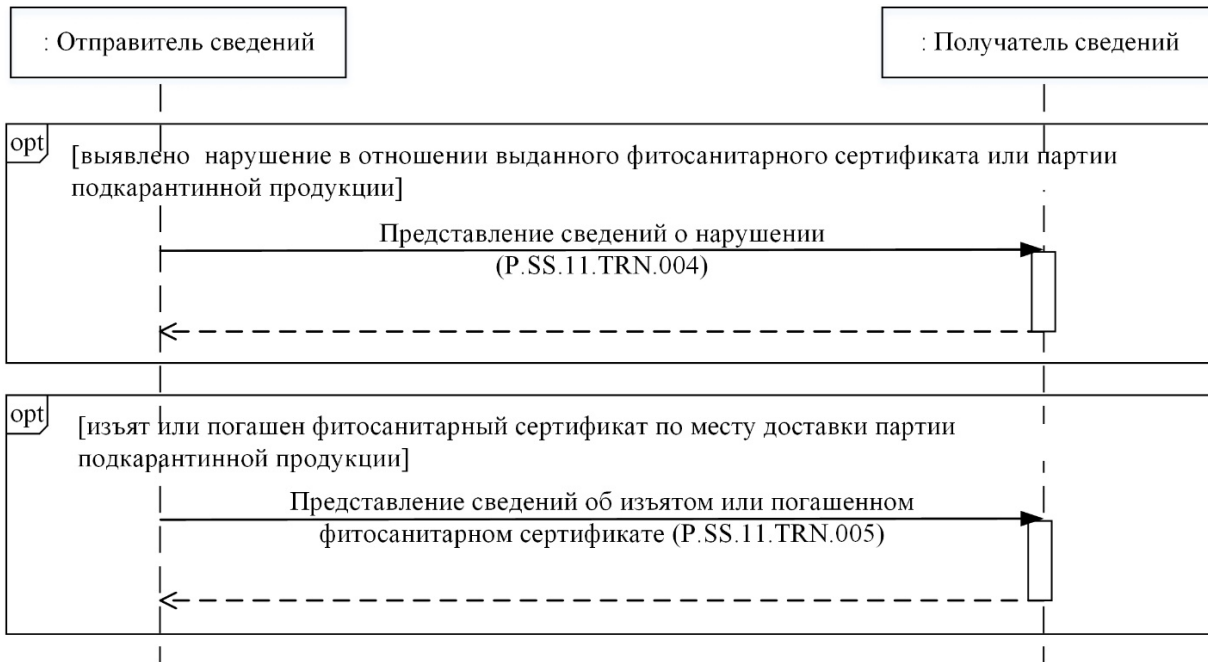 : Отправитель сведений
: Получатель сведений
opt
[выявлено нарушение в отношении выданного фитосанитарного сертификата или партии
подкарантинной продукции]
Представление сведений о нарушении
(P.SS.11.TRN.004)
opt
[изъят или погашен фитосанитарный сертификат по месту доставки партии
подкарантинной продукции]
Представление сведений об изъятом или погашенном
фитосанитарном сертификате (P.SS.11.TRN.005)